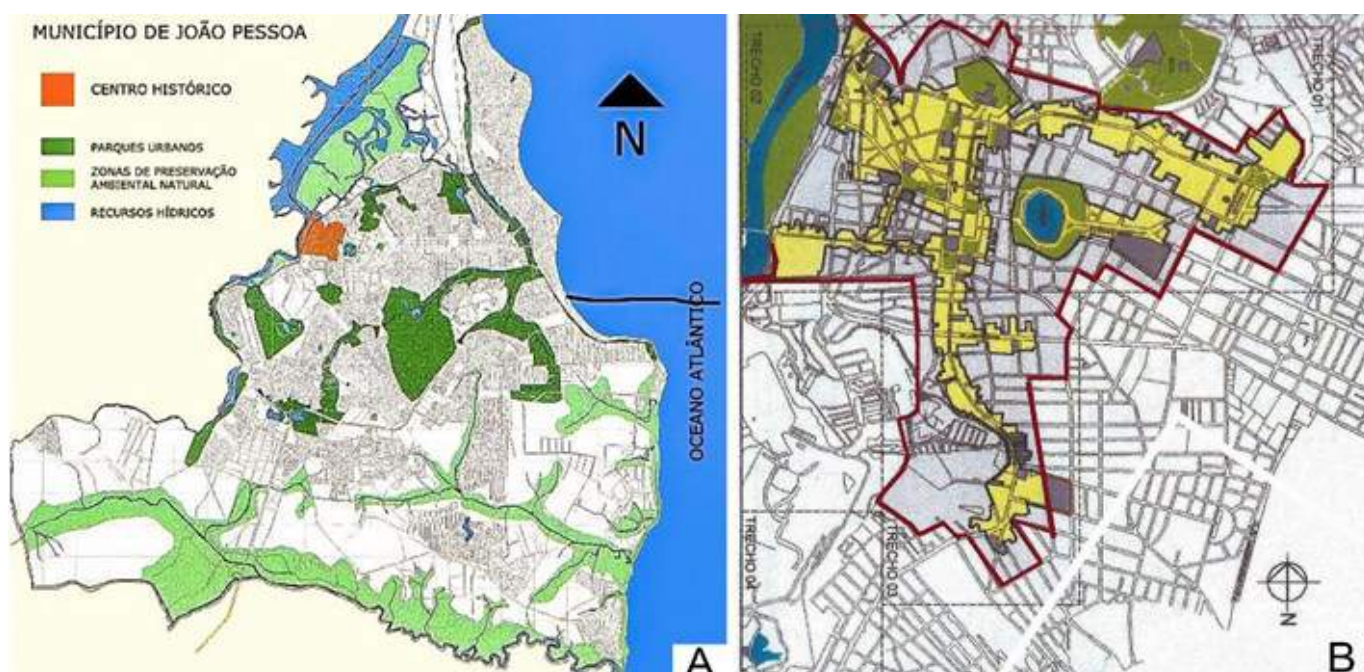 MUNICÍPIO DE JOÃO PESSOA
CENTRO HISTÓRICO
PARQUES URBANOS
ZONAS DE PRESERVAÇÃO
AMBIENTAL NATURAL
RECURSOS HÍDRICOS
N
OCEANO ATLÂNTICO
A
TRECHO 02
TRECHO 01
TRECHO 04
TRECHO 03
N
B